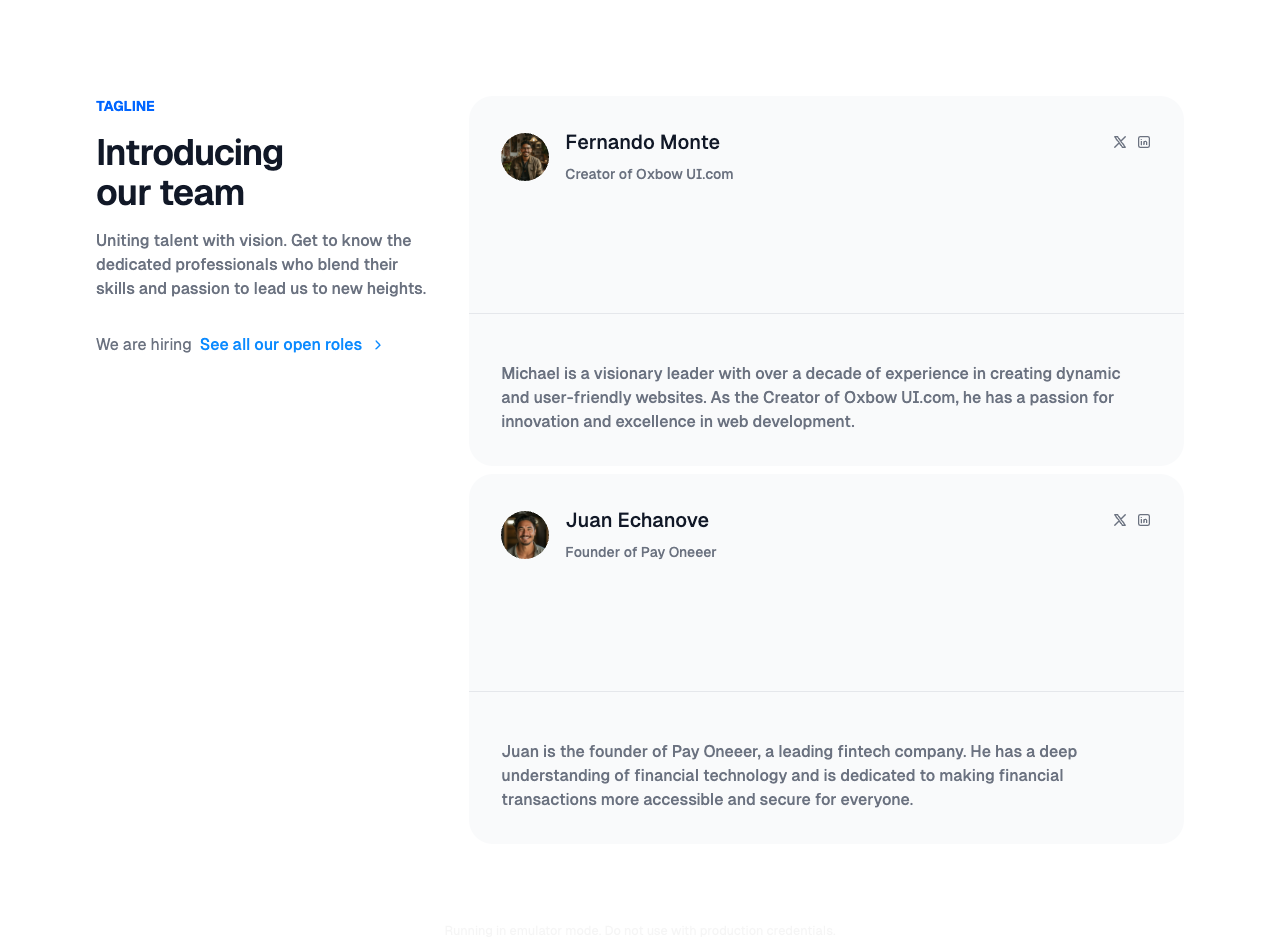 TAGLINE
Introducing
our team
Uniting talent with vision. Get to know the
dedicated professionals who blend their
skills and passion to lead us to new heights.
We are hiring See all our open roles
Fernando Monte
Creator of Oxbow UI.com
Michael is a visionary leader with over a decade of experience in creating dynamic
and user-friendly websites. As the Creator of Oxbow UI.com, he has a passion for
innovation and excellence in web development.
Juan Echanove
Founder of Pay Oneeer
Juan is the founder of Pay Oneeer, a leading fintech company. He has a deep
understanding of financial technology and is dedicated to making financial
transactions more accessible and secure for everyone.
Running in emulator mode. Do not use with production credentials.